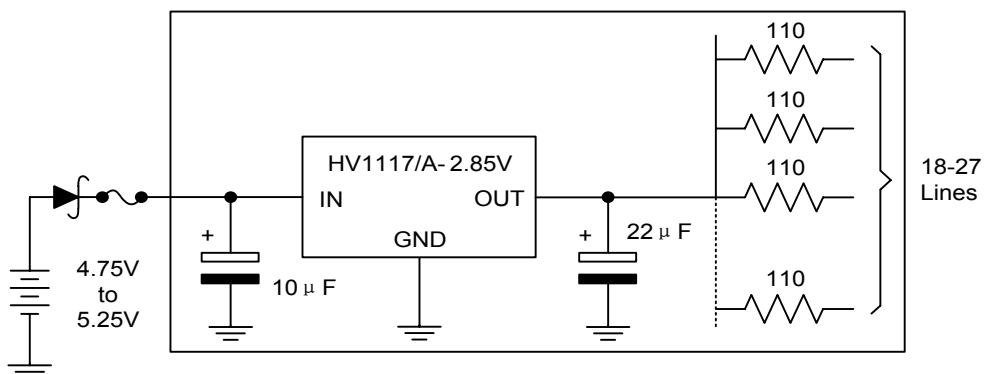 110
110
HV1117/A- 2.85V
110
IN
OUT
18-27
Lines
GND
+
+
22 μ F
4.75V
to
5.25V
10 μ F
110